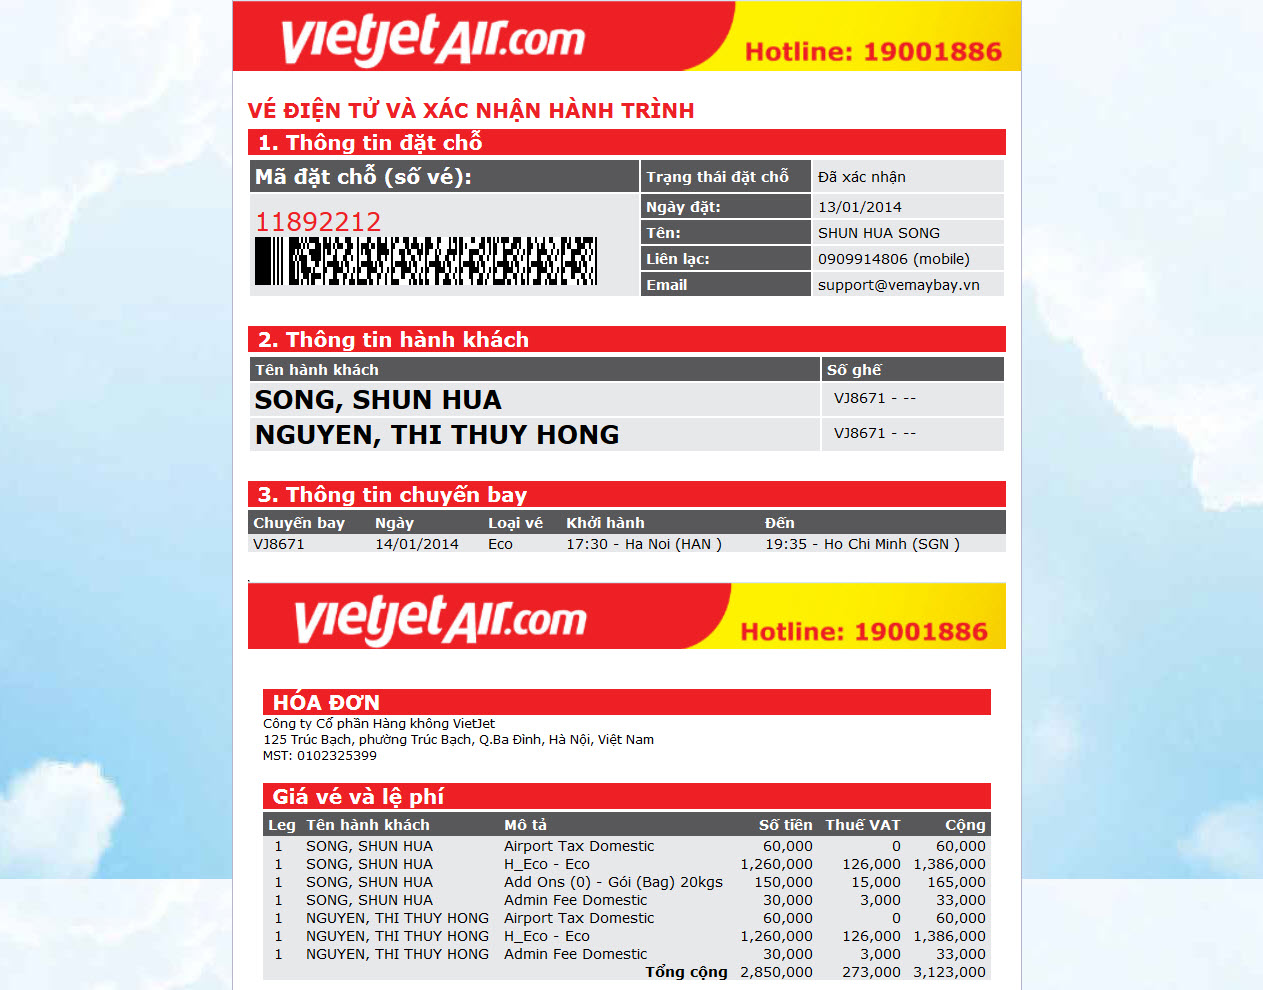 vietjetAir.com Hotline: 19001886
VÉ ĐIỆN TỬ VÀ XÁC NHẬN HÀNH TRÌNH
1. Thông tin đặt chỗ
Mã đặt chỗ (số vé): Trạng thái đặt chỗ Đã xác nhận
11892212
Ngày đặt: 13/01/2014
Tên: SHUN HUA SONG
Liên lạc: 0909914806 (mobile)
Email support@vemaybay.vn
2. Thông tin hành khách
Tên hành khách Số ghế
SONG, SHUN HUA VJ8671 - --
NGUYEN, THI THUY HONG VJ8671 - --
3. Thông tin chuyến bay
Chuyến bay Ngày Loại vé Khởi hành Đến
VJ8671 14/01/2014 Eco 17:30 - Ha Noi (HAN ) 19:35 - Ho Chi Minh (SGN )
vietjetAir.com Hotline: 19001886
HÓA ĐƠN
Công ty Cổ phần Hàng không VietJet
125 Trúc Bạch, phường Trúc Bạch, Q.Ba Đình, Hà Nội, Việt Nam
MST: 0102325399
Giá vé và lệ phí
Leg Tên hành khách Mô tả Số tiền Thuế VAT Cộng
1 SONG, SHUN HUA Airport Tax Domestic 60,000 0 60,000
1 SONG, SHUN HUA H_Eco - Eco 1,260,000 126,000 1,386,000
1 SONG, SHUN HUA Add Ons (0) - Gói (Bag) 20kgs 150,000 15,000 165,000
1 SONG, SHUN HUA Admin Fee Domestic 30,000 3,000 33,000
1 NGUYEN, THI THUY HONG Airport Tax Domestic 60,000 0 60,000
1 NGUYEN, THI THUY HONG H_Eco - Eco 1,260,000 126,000 1,386,000
1 NGUYEN, THI THUY HONG Admin Fee Domestic 30,000 3,000 33,000
Tổng cộng 2,850,000 273,000 3,123,000